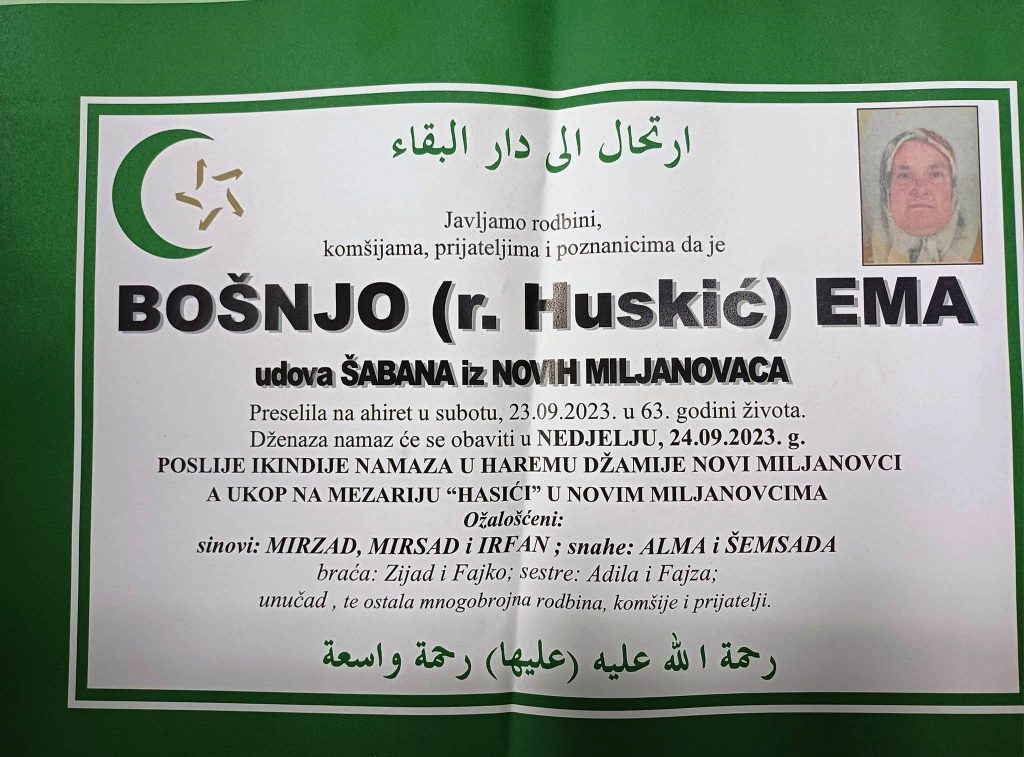 ارتحال الى دار البقاء
Javljamo rodbini,
komšijama, prijateljima i poznanicima da je
BOŠNJO (r. Huskić) EMA
udova ŠABANA iz NOVIH MILJANOVACA
Preselila na ahiret u subotu, 23.09.2023. u 63. godini života.
Dženaza namaz će se obaviti u NEDJELJU, 24.09.2023. g.
POSLIJE IKINDIJE NAMAZA U HAREMU DŽAMIJE NOVI MILJANOVCI
A UKOP NA MEZARIJU “HASIĆI” U NOVIM MILJANOVCIMA
Ožalošćeni:
sinovi: MIRZAD, MIRSAD i IRFAN ; snahe: ALMA i ŠEMSADA
braća: Zijad i Fajko; sestre: Adila i Fajza;
unučad , te ostala mnogobrojna rodbina, komšije i prijatelji.
رحمة الله عليه (عليها) رحمة واسعة